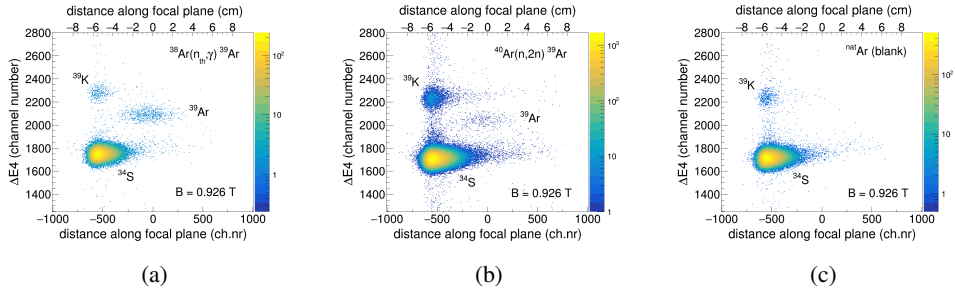 distance along focal plane (cm)
−8 −6 −4 −2 0 2 4 6 8
2800
2600
2400
2200
2000
1800
1600
1400
ΔE4 (channel number)
³⁸Ar(n_th,γ) ³⁹Ar
³⁹K
³⁹Ar
³⁴S
B = 0.926 T
10²
10
1
−1000 −500 0 500 1000
distance along focal plane (ch.nr)
(a)
distance along focal plane (cm)
−8 −6 −4 −2 0 2 4 6 8
2800
2600
2400
2200
2000
1800
1600
1400
ΔE4 (channel number)
⁴⁰Ar(n,2n) ³⁹Ar
³⁹K
³⁹Ar
³⁴S
B = 0.926 T
10³
10²
10
1
−1000 −500 0 500 1000
distance along focal plane (ch.nr)
(b)
distance along focal plane (cm)
−8 −6 −4 −2 0 2 4 6 8
2800
2600
2400
2200
2000
1800
1600
1400
ΔE4 (channel number)
ⁿᵃᵗAr (blank)
³⁹K
³⁴S
B = 0.926 T
10²
10
1
−1000 −500 0 500 1000
distance along focal plane (ch.nr)
(c)